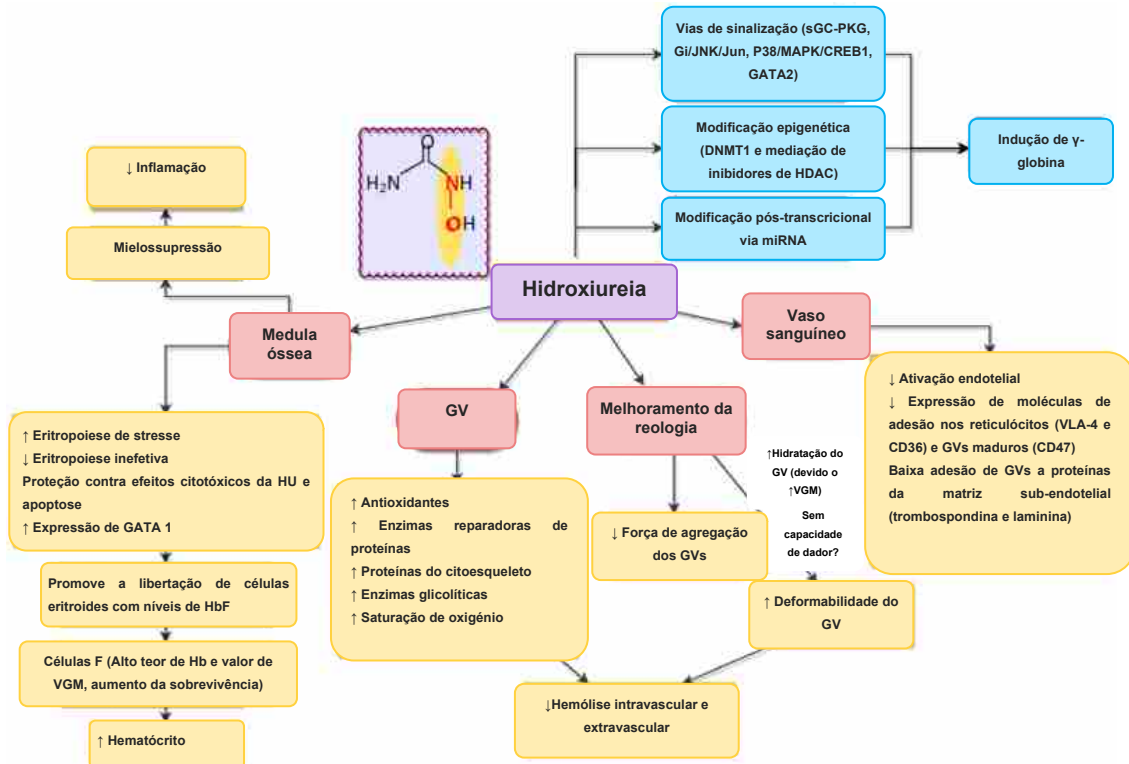 Vias de sinalização (sGC-PKG,
Gi/JNK/Jun, P38/MAPK/CREB1,
GATA2)
Modificação epigenética
(DNMT1 e mediação de
inibidores de HDAC)
Indução de γ-
globina
Modificação pós-transcricional
via miRNA
O
H₂N
NH
OH
↓ Inflamação
Mielossupressão
Hidroxiureia
Medula
óssea
Vaso
sanguíneo
GV
Melhoramento da
reologia
↑ Eritropoiese de stresse
↓ Eritropoiese inefetiva
Proteção contra efeitos citotóxicos da HU e
apoptose
↑ Expressão de GATA 1
Promove a libertação de células
eritroides com níveis de HbF
Células F (Alto teor de Hb e valor de
VGM, aumento da sobrevivência)
↑ Hematócrito
↑ Antioxidantes
↑ Enzimas reparadoras de
proteínas
↑ Proteínas do citoesqueleto
↑ Enzimas glicolíticas
↑ Saturação de oxigénio
↓ Força de agregação
dos GVs
↑Hidratação do
GV (devido o
↑VGM)
Sem
capacidade
de dador?
↑ Deformabilidade do
GV
↓Hemólise intravascular e
extravascular
↓ Ativação endotelial
↓ Expressão de moléculas de
adesão nos reticulócitos (VLA-4 e
CD36) e GVs maduros (CD47)
Baixa adesão de GVs a proteínas
da matriz sub-endotelial
(trombospondina e laminina)